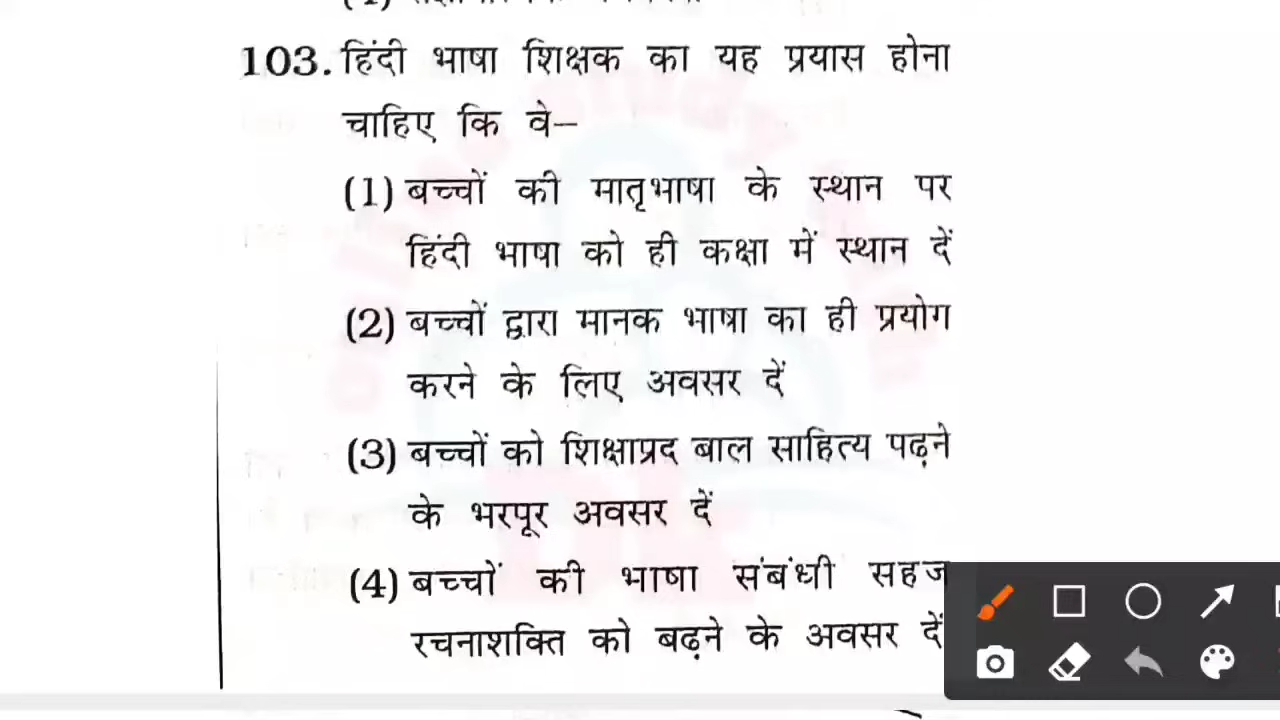 103. हिंदी भाषा शिक्षक का यह प्रयास होना
चाहिए कि वे–
(1) बच्चों की मातृभाषा के स्थान पर
हिंदी भाषा को ही कक्षा में स्थान दें
(2) बच्चों द्वारा मानक भाषा का ही प्रयोग
करने के लिए अवसर दें
(3) बच्चों को शिक्षाप्रद बाल साहित्य पढ़ने
के भरपूर अवसर दें
(4) बच्चों की भाषा संबंधी सहज
रचनाशक्ति को बढ़ने के अवसर दें